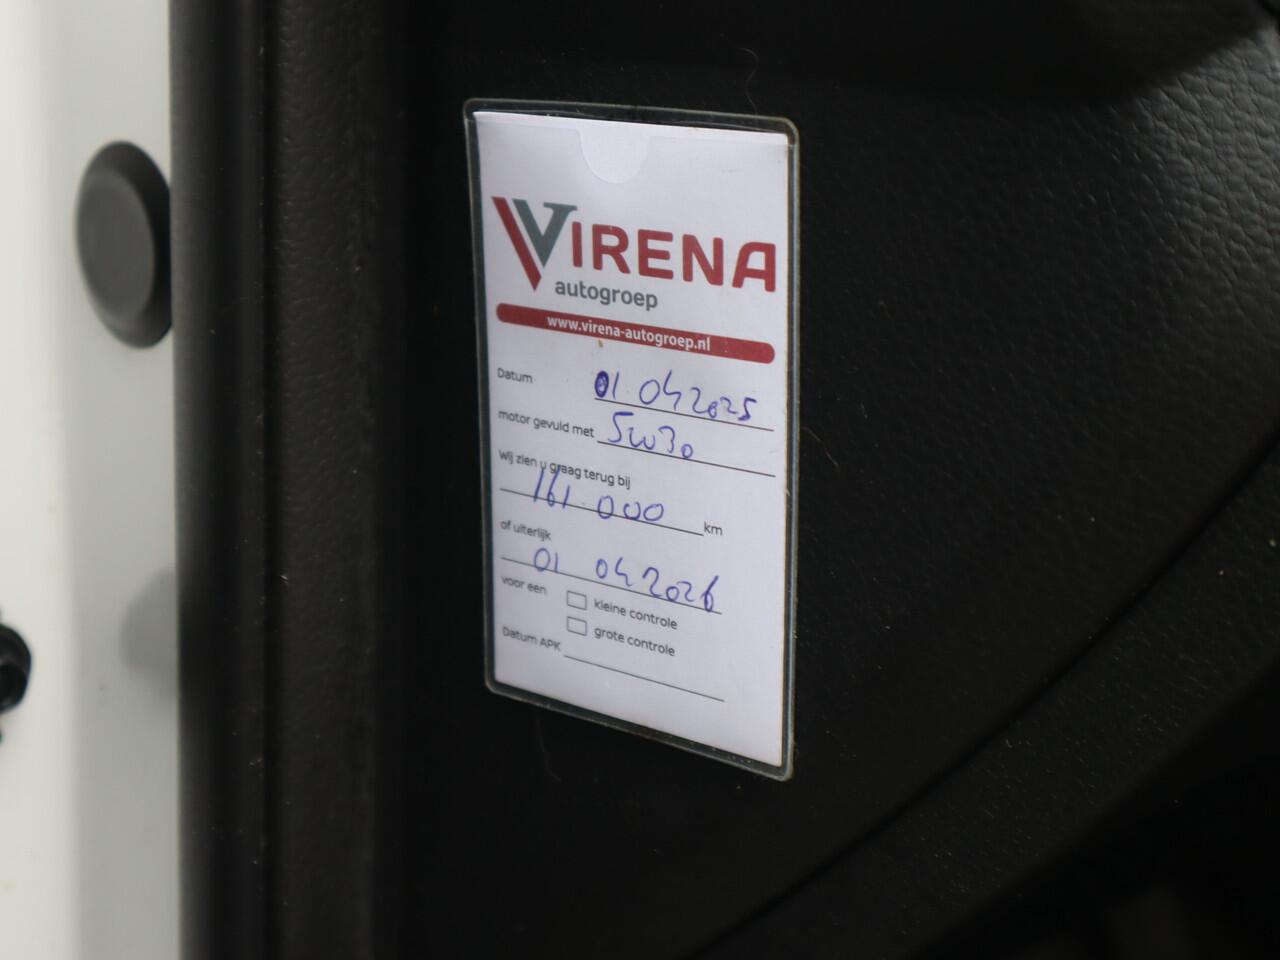 VIRENA
autogroep
www.virena-autogroep.nl
Datum 01 04 2025
motor gevuld met 5W30
Wij zien u graag terug bij
161.000 km
of uiterlijk
01 04 2026
voor een kleine controle
grote controle
Datum APK